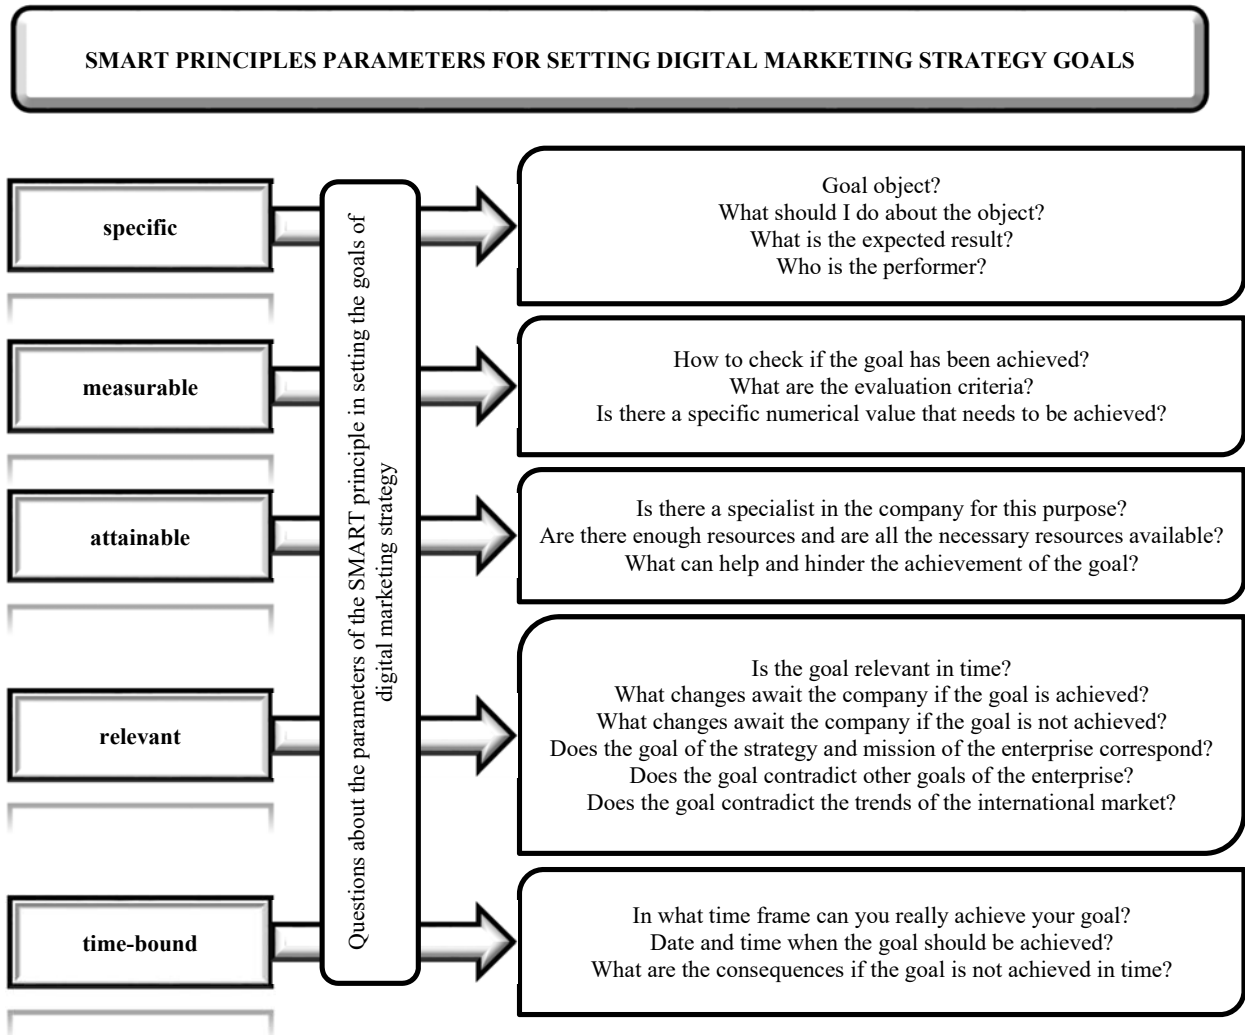 SMART PRINCIPLES PARAMETERS FOR SETTING DIGITAL MARKETING STRATEGY GOALS
specific
Questions about the parameters of the SMART principle in setting the goals of
digital marketing strategy
Goal object?
What should I do about the object?
What is the expected result?
Who is the performer?
measurable
How to check if the goal has been achieved?
What are the evaluation criteria?
Is there a specific numerical value that needs to be achieved?
attainable
Is there a specialist in the company for this purpose?
Are there enough resources and are all the necessary resources available?
What can help and hinder the achievement of the goal?
relevant
Is the goal relevant in time?
What changes await the company if the goal is achieved?
What changes await the company if the goal is not achieved?
Does the goal of the strategy and mission of the enterprise correspond?
Does the goal contradict other goals of the enterprise?
Does the goal contradict the trends of the international market?
time-bound
In what time frame can you really achieve your goal?
Date and time when the goal should be achieved?
What are the consequences if the goal is not achieved in time?